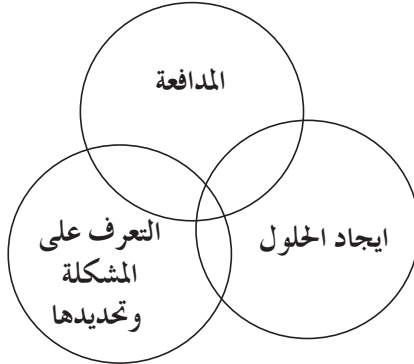 المدافعة
ايجاد الحلول
التعرف على
المشكلة
وتحديدها